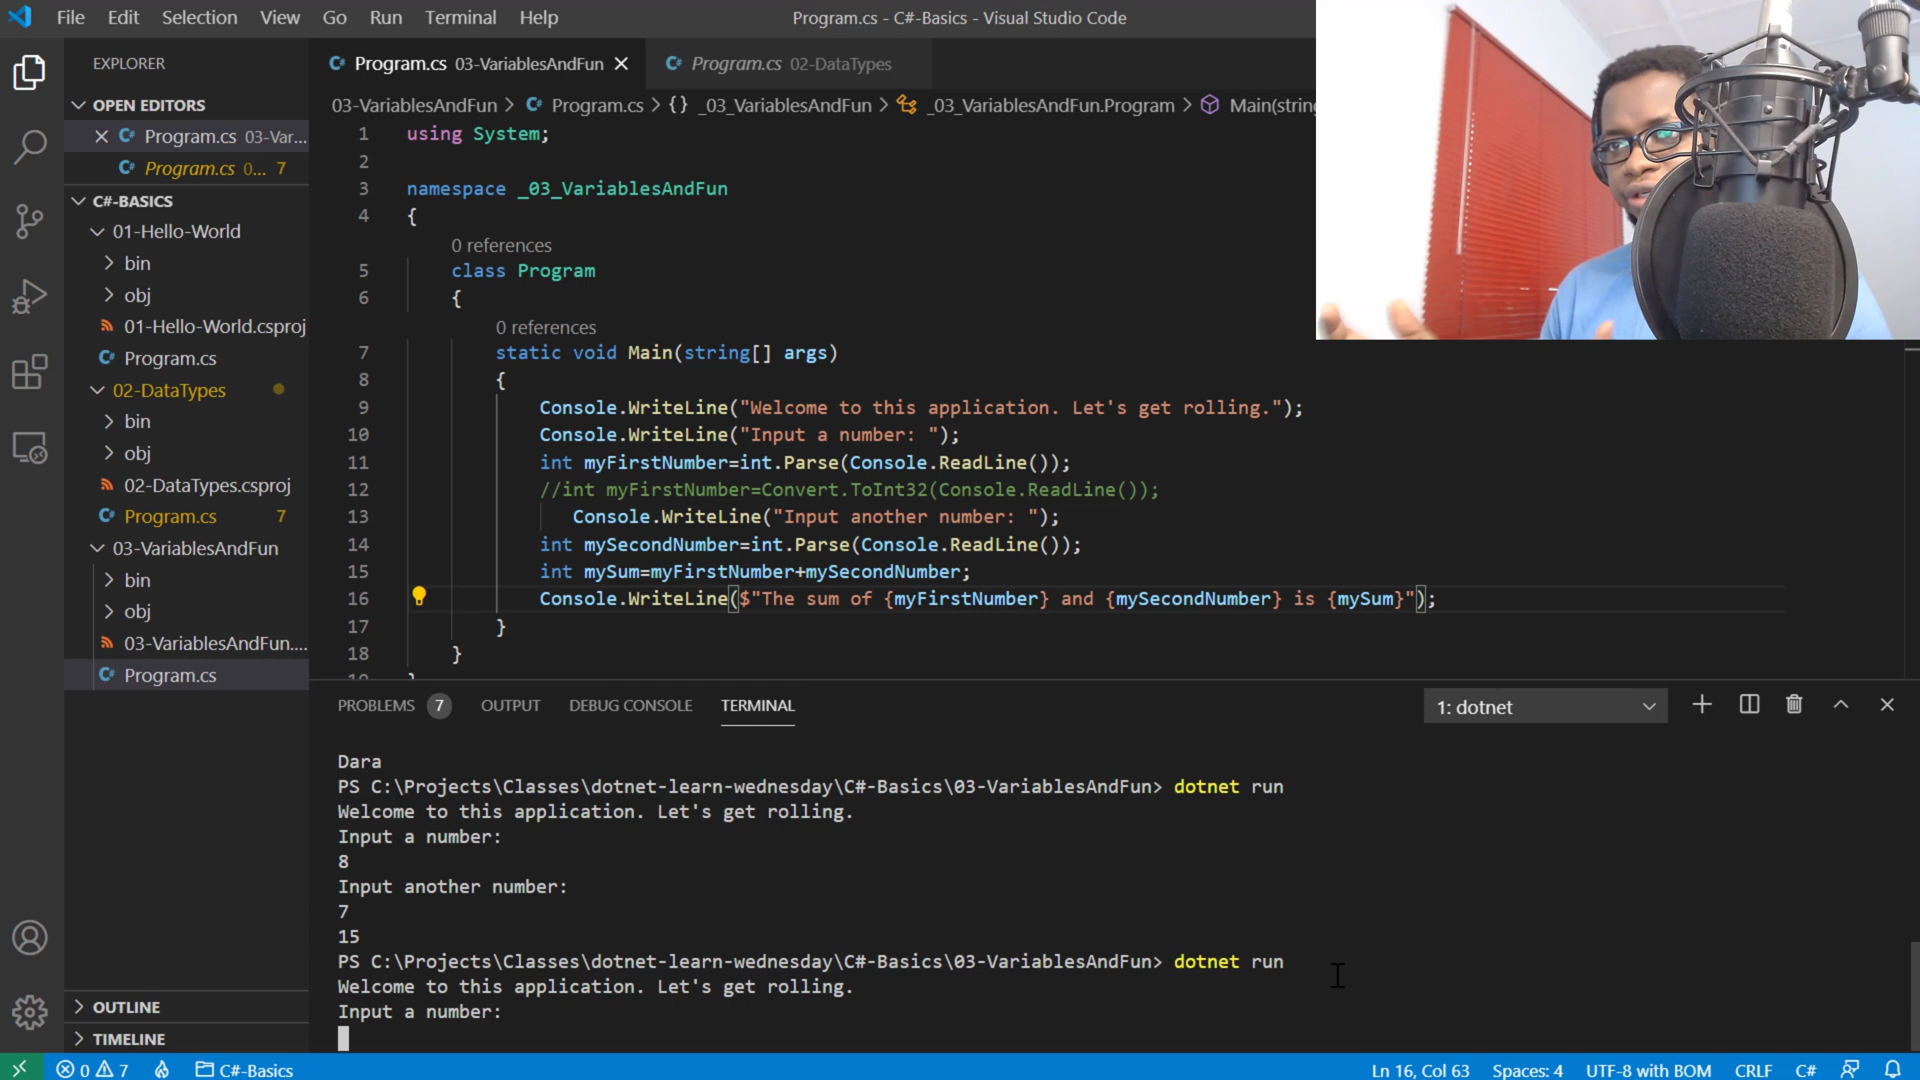 File Edit Selection View Go Run Terminal Help
Program.cs - C#-Basics - Visual Studio Code
EXPLORER
OPEN EDITORS
Program.cs 03-Var...
Program.cs 0... 7
C#-BASICS
01-Hello-World
bin
obj
01-Hello-World.csproj
Program.cs
02-DataTypes
bin
obj
02-DataTypes.csproj
Program.cs 7
03-VariablesAndFun
bin
obj
03-VariablesAndFun....
Program.cs
OUTLINE
TIMELINE
Program.cs 03-VariablesAndFun
Program.cs 02-DataTypes
03-VariablesAndFun > Program.cs > {} _03_VariablesAndFun > _03_VariablesAndFun.Program > Main(string
1 using System;
2
3 namespace _03_VariablesAndFun
4 {
0 references
5 class Program
6 {
0 references
7 static void Main(string[] args)
8 {
9 Console.WriteLine("Welcome to this application. Let's get rolling.");
10 Console.WriteLine("Input a number: ");
11 int myFirstNumber=int.Parse(Console.ReadLine());
12 //int myFirstNumber=Convert.ToInt32(Console.ReadLine());
13 Console.WriteLine("Input another number: ");
14 int mySecondNumber=int.Parse(Console.ReadLine());
15 int mySum=myFirstNumber+mySecondNumber;
16 Console.WriteLine($"The sum of {myFirstNumber} and {mySecondNumber} is {mySum}");
17 }
18 }
PROBLEMS 7 OUTPUT DEBUG CONSOLE TERMINAL
1: dotnet
Dara
PS C:\Projects\Classes\dotnet-learn-wednesday\C#-Basics\03-VariablesAndFun> dotnet run
Welcome to this application. Let's get rolling.
Input a number:
8
Input another number:
7
15
PS C:\Projects\Classes\dotnet-learn-wednesday\C#-Basics\03-VariablesAndFun> dotnet run
Welcome to this application. Let's get rolling.
Input a number:
0 7 C#-Basics
Ln 16, Col 63 Spaces: 4 UTF-8 with BOM CRLF C#